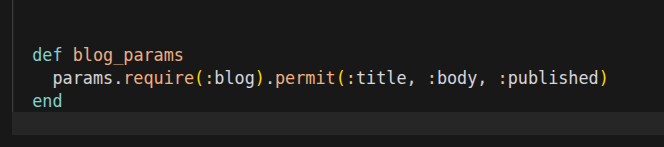 def blog_params
  params.require(:blog).permit(:title, :body, :published)
end